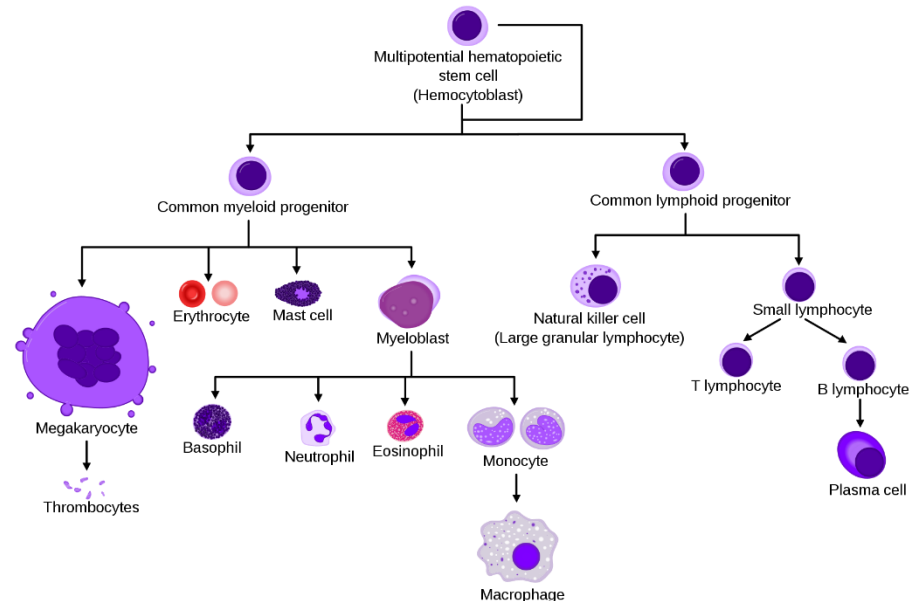 Multipotential hematopoietic
stem cell
(Hemocytoblast)
Common myeloid progenitor
Common lymphoid progenitor
Erythrocyte
Mast cell
Myeloblast
Natural killer cell
(Large granular lymphocyte)
Small lymphocyte
T lymphocyte
B lymphocyte
Megakaryocyte
Basophil
Neutrophil
Eosinophil
Monocyte
Plasma cell
Thrombocytes
Macrophage